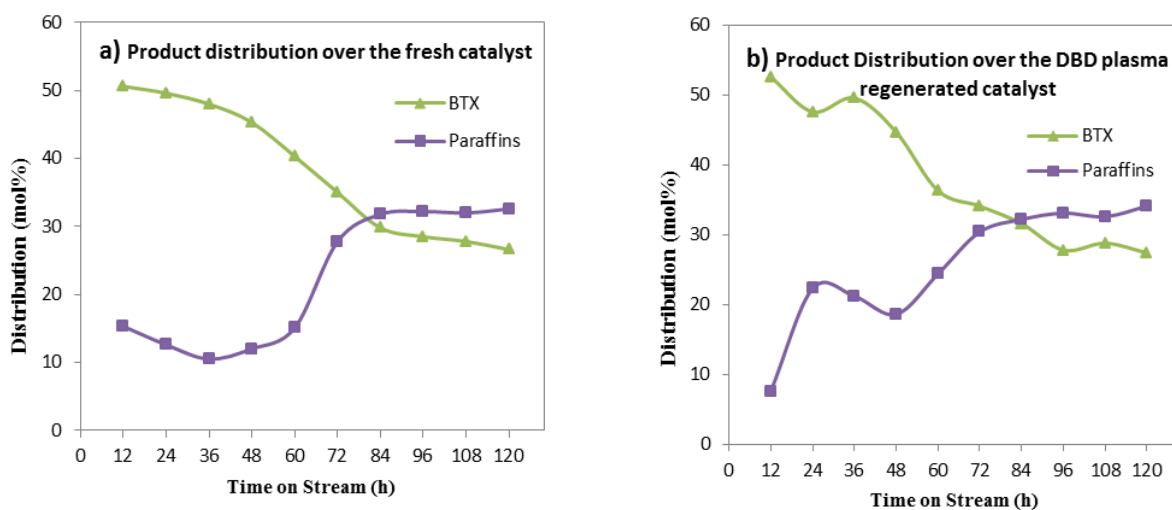 a) Product distribution over the fresh catalyst
BTX
Paraffins
Distribution (mol%)
60
50
40
30
20
10
0
0 12 24 36 48 60 72 84 96 108 120
Time on Stream (h)
b) Product Distribution over the DBD plasma
regenerated catalyst
BTX
Paraffins
Distribution (mol%)
60
50
40
30
20
10
0
0 12 24 36 48 60 72 84 96 108 120
Time on Stream (h)